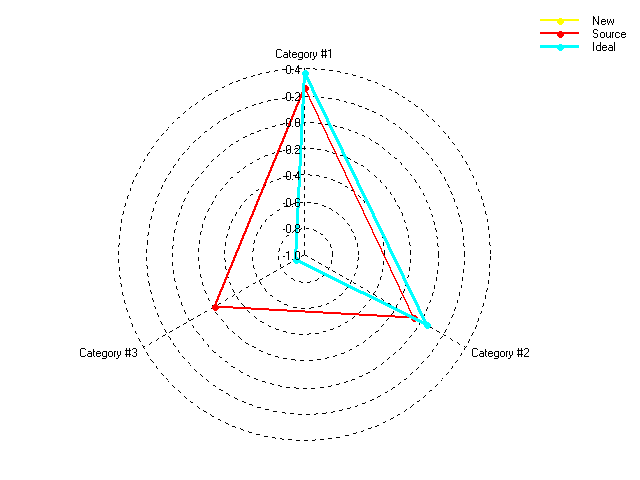 New
Source
Ideal
Category #1
0.4
0.2
0.0
-0.2
-0.4
-0.6
-0.8
-1.0
Category #3
Category #2